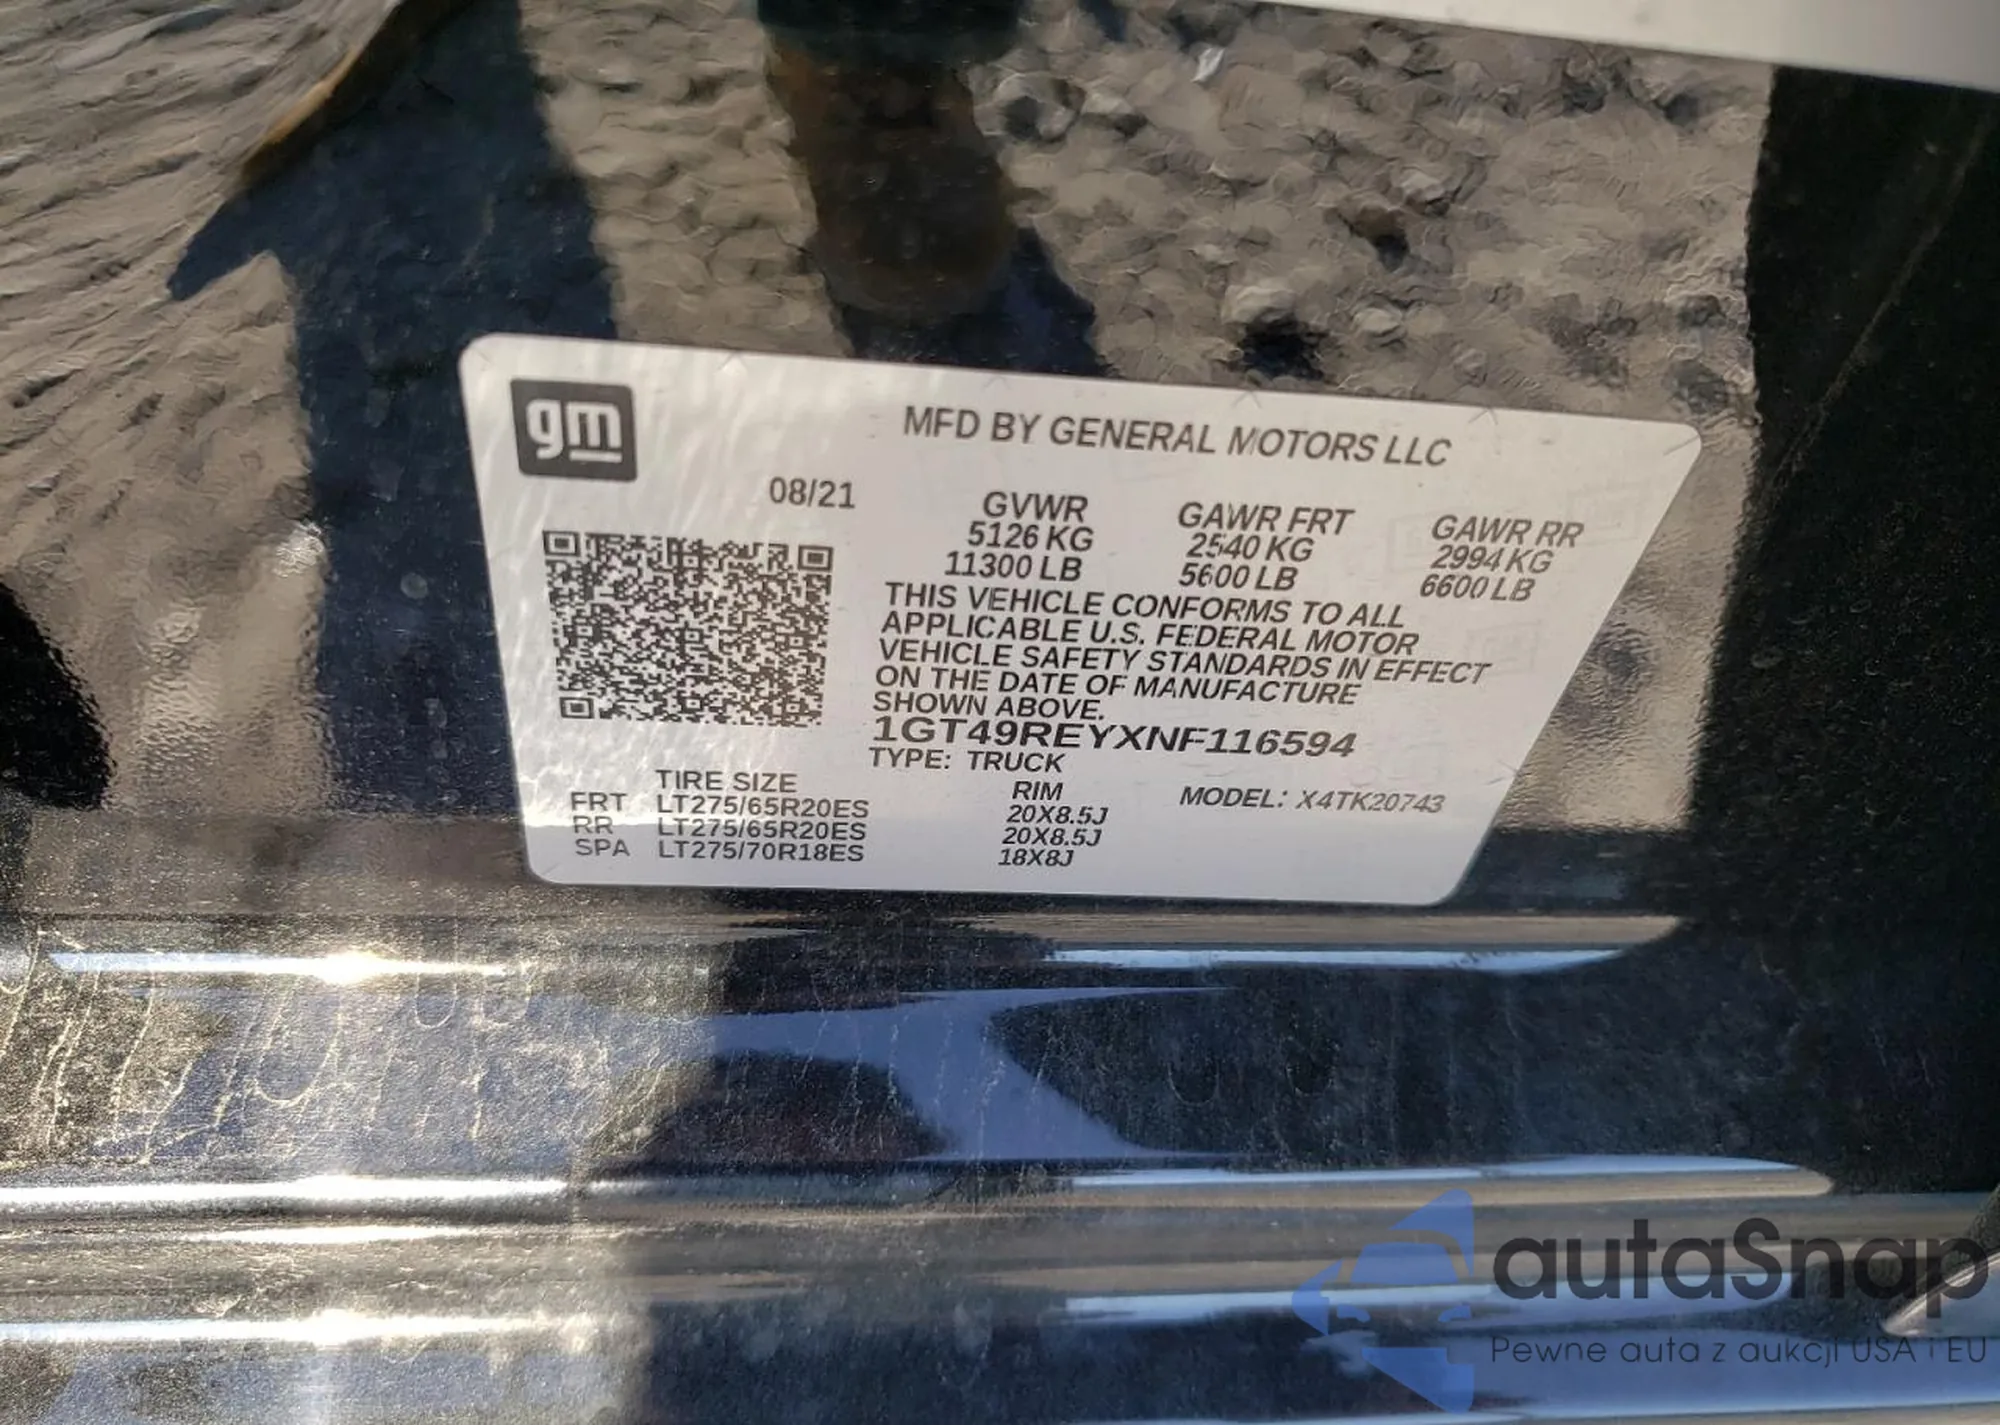 gm
MFD BY GENERAL MOTORS LLC
08/21
GVWR GAWR FRT GAWR RR
5126 KG 2540 KG 2994 KG
11300 LB 5600 LB 6600 LB
THIS VEHICLE CONFORMS TO ALL
APPLICABLE U.S. FEDERAL MOTOR
VEHICLE SAFETY STANDARDS IN EFFECT
ON THE DATE OF MANUFACTURE
SHOWN ABOVE.
1GT49REYXNF116594
TYPE: TRUCK
TIRE SIZE RIM MODEL: X4TK20743
FRT LT275/65R20ES 20X8.5J
RR LT275/65R20ES 20X8.5J
SPA LT275/70R18ES 18X8J
autaSnap
Pewne auta z aukcji USA i EU